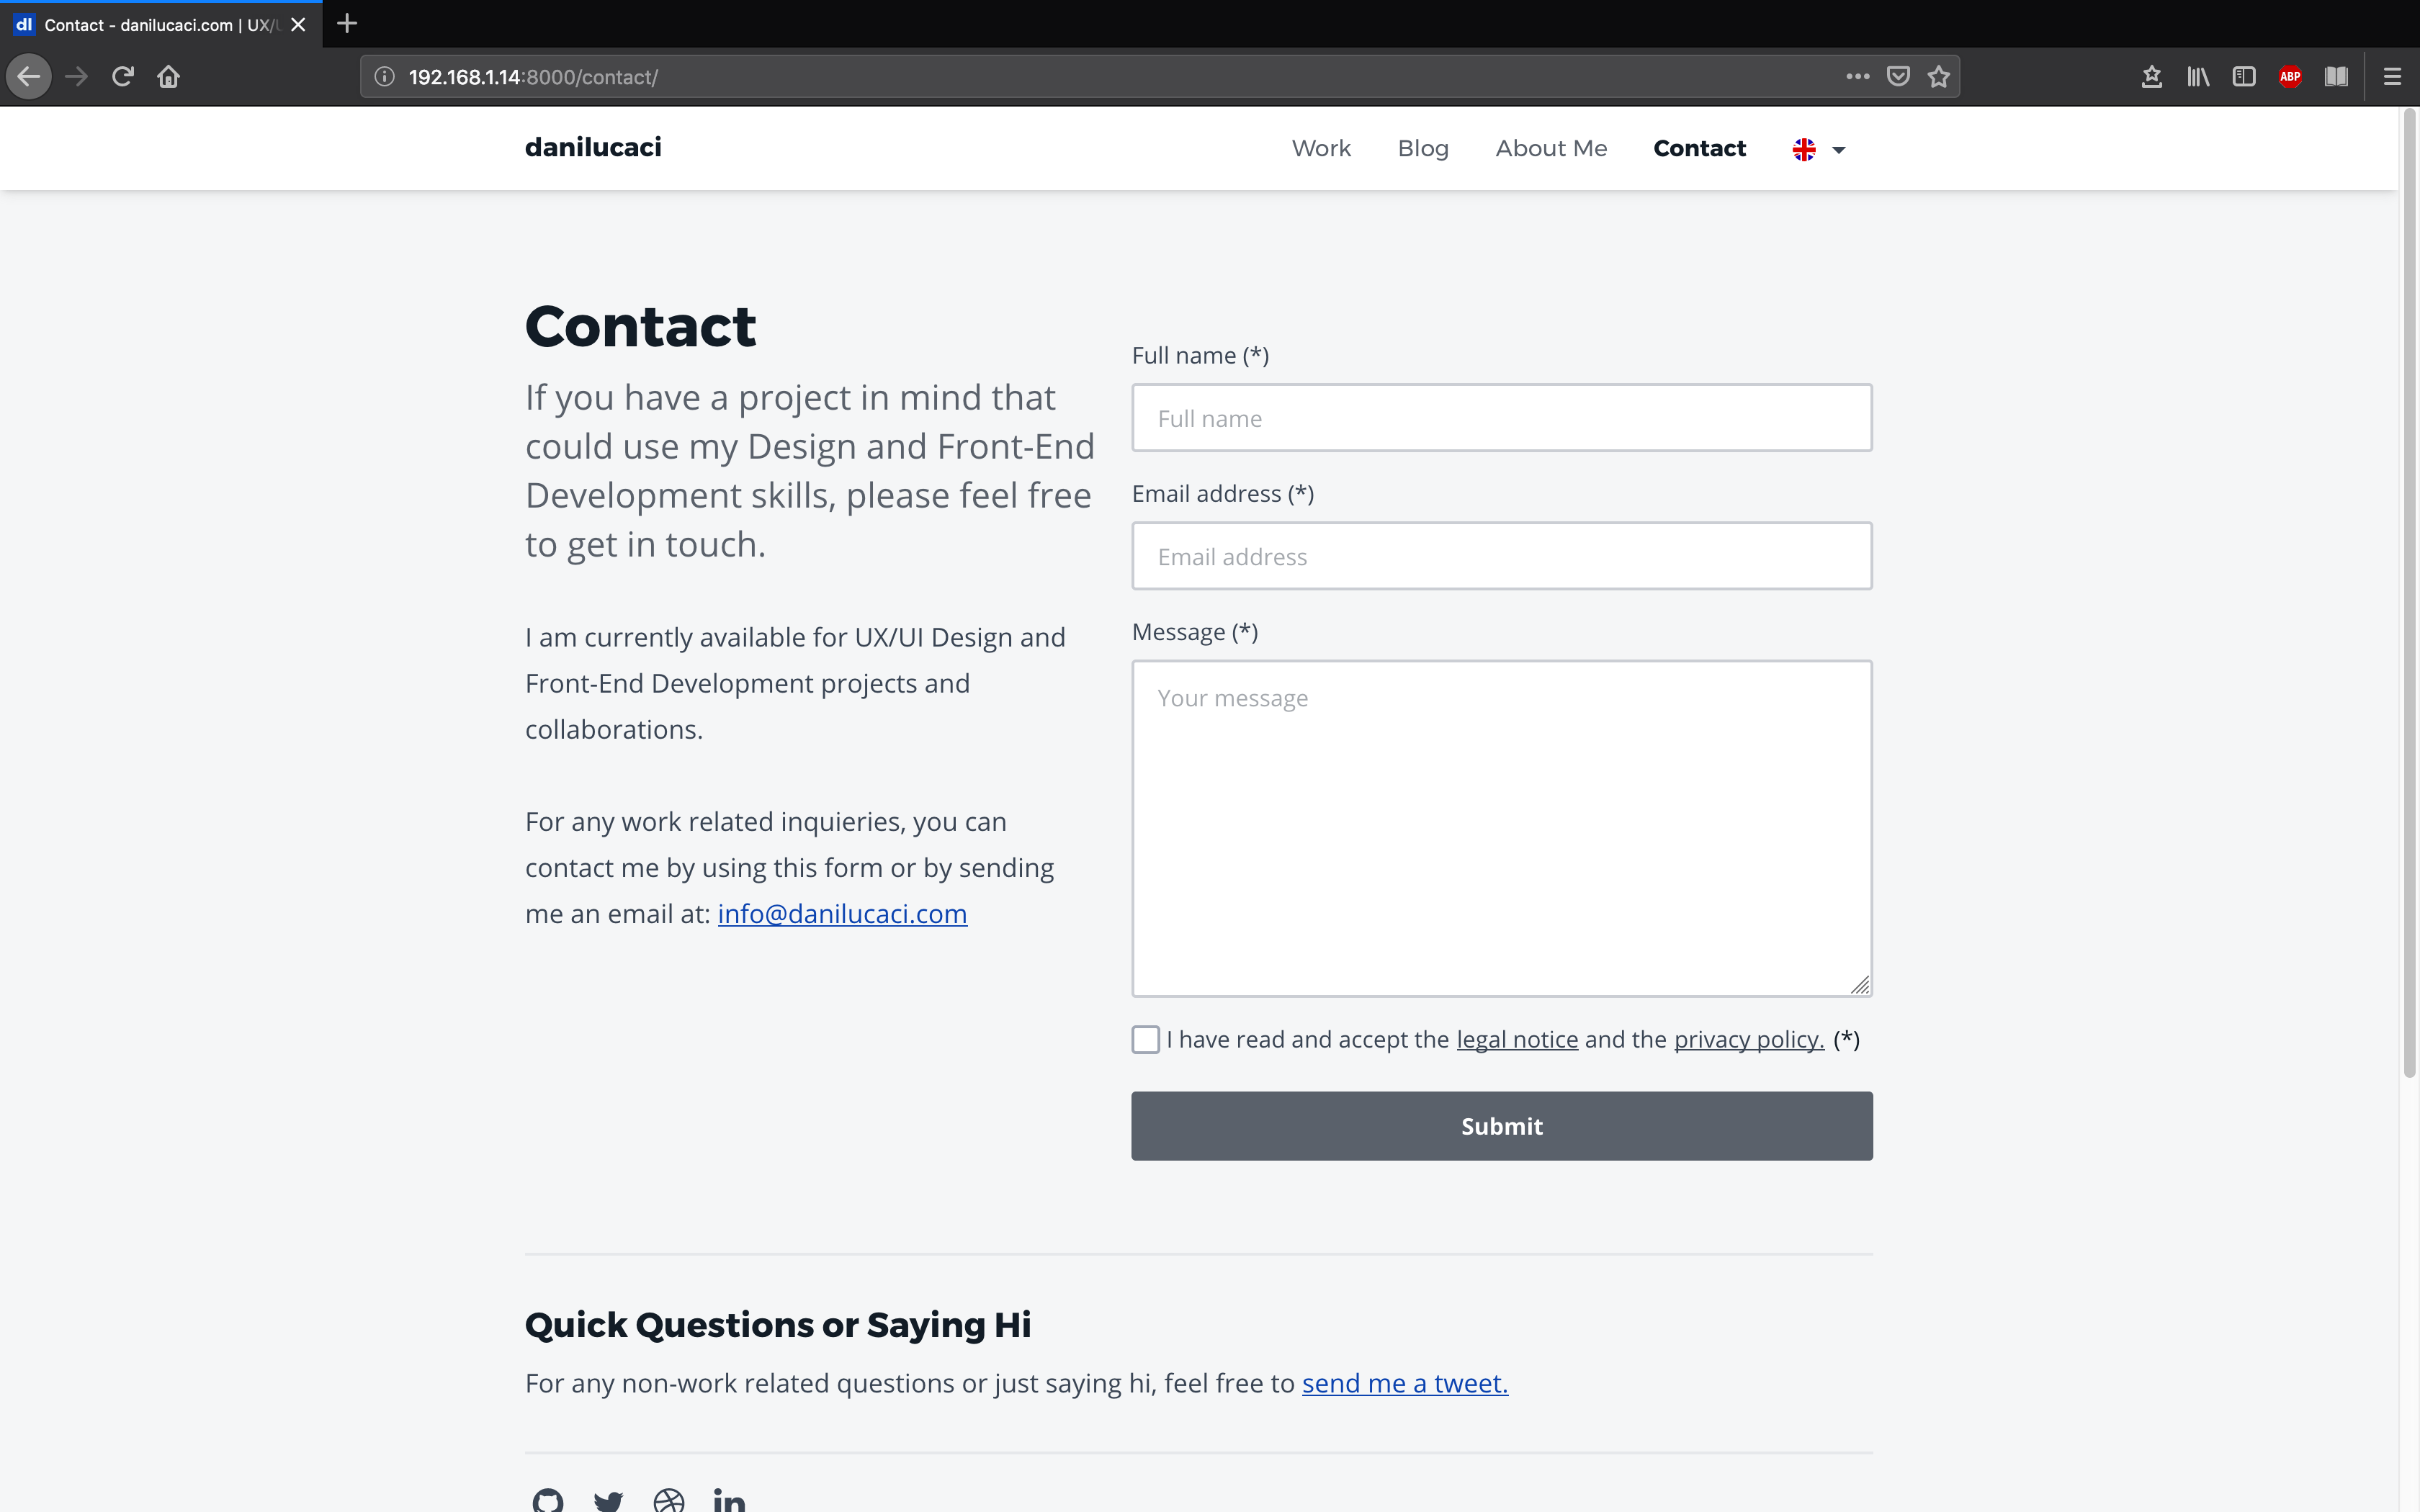 dl Contact - danilucaci.com | UX/U
192.168.1.14:8000/contact/
ABP
danilucaci
Work Blog About Me Contact
Contact
If you have a project in mind that
could use my Design and Front-End
Development skills, please feel free
to get in touch.
I am currently available for UX/UI Design and
Front-End Development projects and
collaborations.
For any work related inquieries, you can
contact me by using this form or by sending
me an email at: info@danilucaci.com
Full name (*)
Full name
Email address (*)
Email address
Message (*)
Your message
I have read and accept the legal notice and the privacy policy. (*)
Submit
Quick Questions or Saying Hi
For any non-work related questions or just saying hi, feel free to send me a tweet.
in